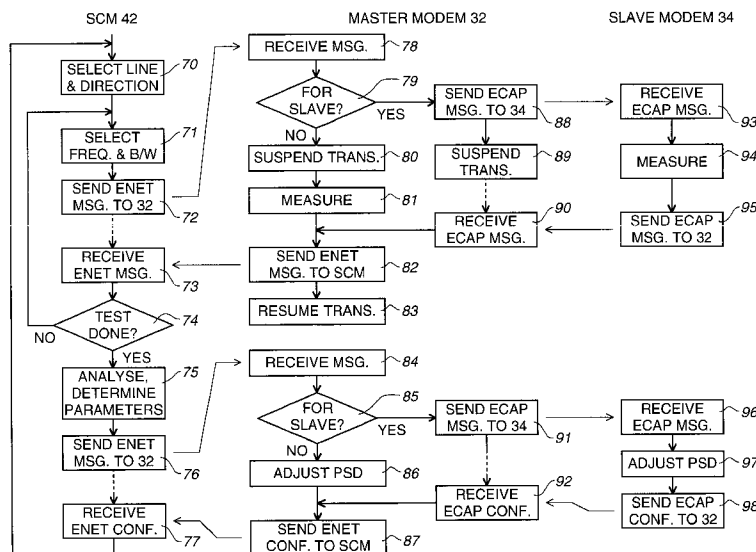 SCM 42
MASTER MODEM 32
SLAVE MODEM 34
SELECT LINE
& DIRECTION
70
SELECT
FREQ. & B/W
71
SEND ENET
MSG. TO 32
72
RECEIVE
ENET MSG.
73
TEST
DONE?
74
NO
YES
ANALYSE,
DETERMINE
PARAMETERS
75
SEND ENET
MSG. TO 32
76
RECEIVE
ENET CONF.
77
RECEIVE MSG.
78
FOR
SLAVE?
79
YES
NO
SUSPEND TRANS.
80
MEASURE
81
SEND ENET
MSG. TO SCM
82
RESUME TRANS.
83
RECEIVE MSG.
84
FOR
SLAVE?
85
YES
NO
ADJUST PSD
86
SEND ENET
CONF. TO SCM
87
SEND ECAP
MSG. TO 34
88
SUSPEND
TRANS.
89
RECEIVE
ECAP MSG.
90
SEND ECAP
MSG. TO 34
91
RECEIVE
ECAP CONF.
92
RECEIVE
ECAP MSG.
93
MEASURE
94
SEND ECAP
MSG. TO 32
95
RECEIVE
ECAP MSG.
96
ADJUST PSD
97
SEND ECAP
CONF. TO 32
98